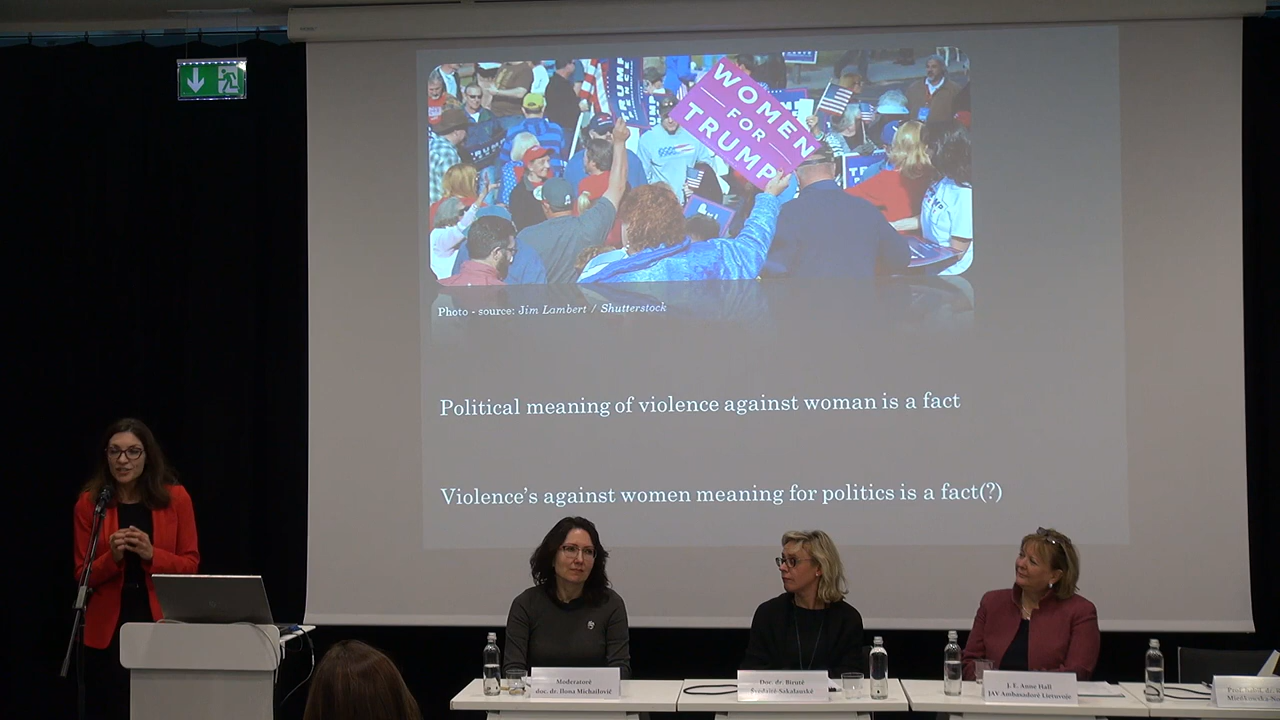 WOMEN
FOR
TRUMP
Photo - source: Jim Lambert / Shutterstock
Political meaning of violence against woman is a fact
Violence's against women meaning for politics is a fact(?)
Moderatorė
doc. dr. Ilona Michailovič
Doc. dr. Birutė
Švedaitė-Sakalauskė
J. E. Anne Hall
JAV Ambasadorė Lietuvoje